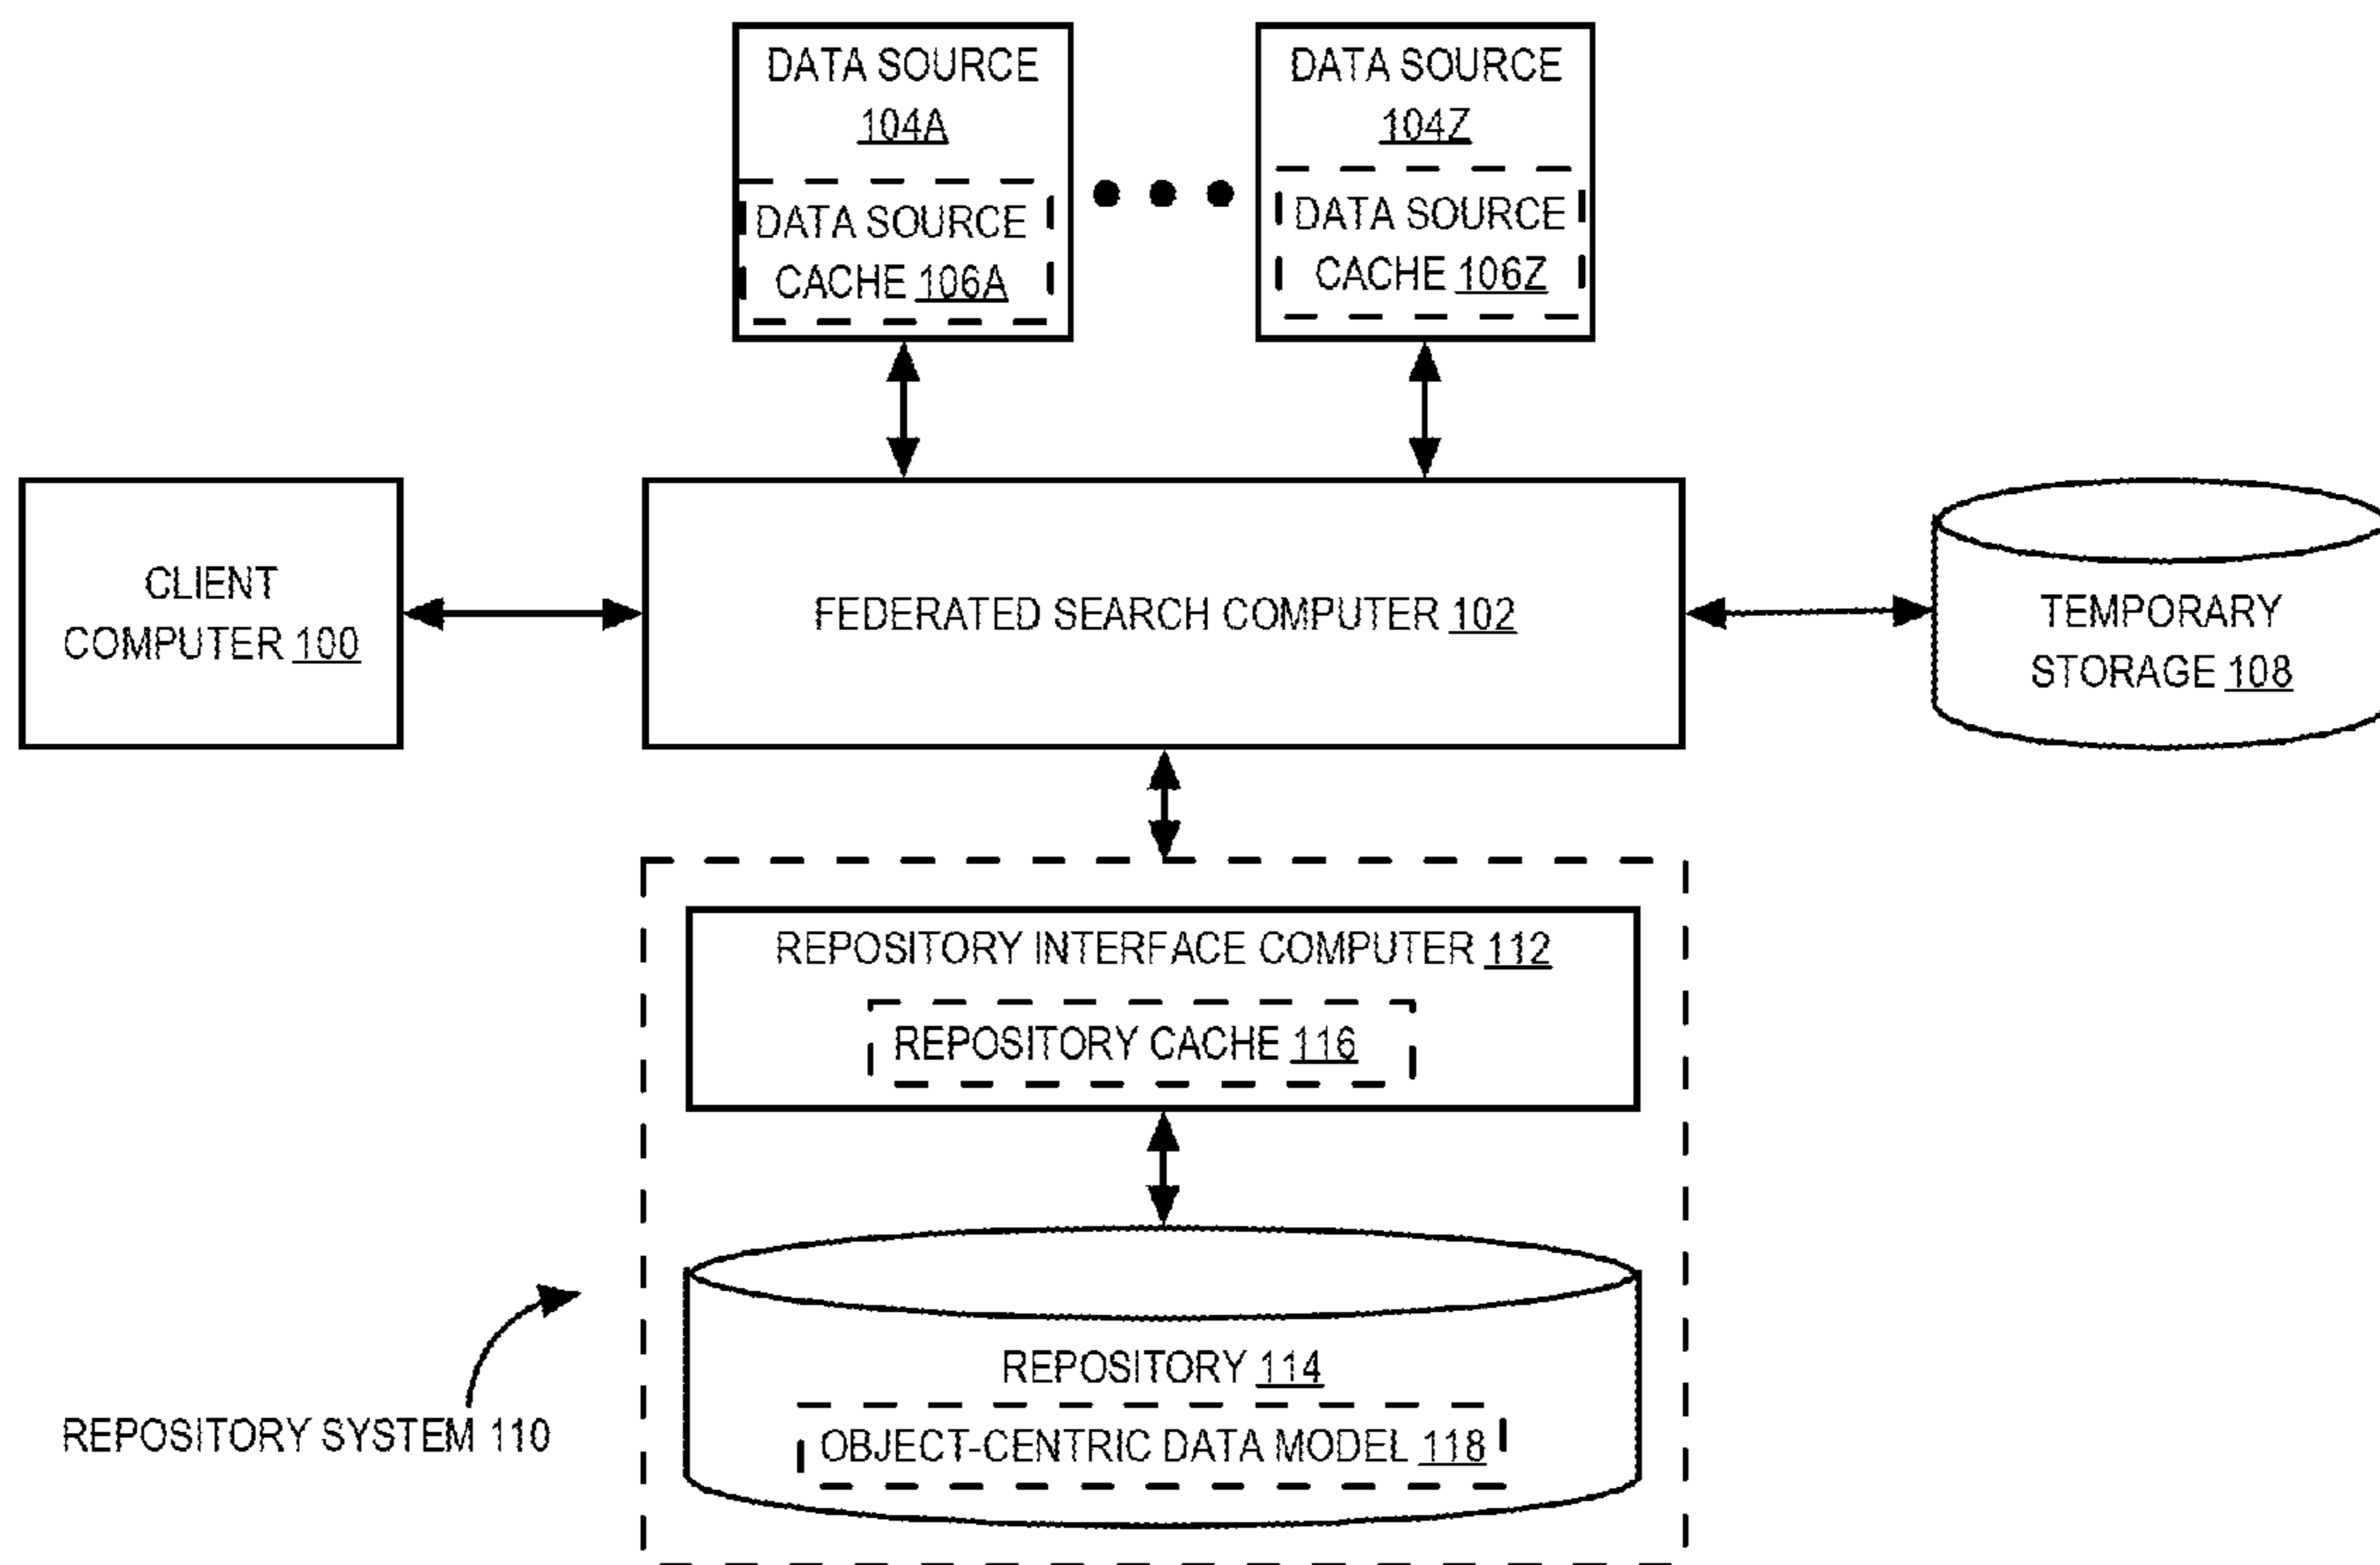 DATA SOURCE
104A
DATA SOURCE
CACHE 106A
DATA SOURCE
104Z
DATA SOURCE
CACHE 106Z
CLIENT
COMPUTER 100
FEDERATED SEARCH COMPUTER 102
TEMPORARY
STORAGE 108
REPOSITORY INTERFACE COMPUTER 112
REPOSITORY CACHE 116
REPOSITORY 114
OBJECT-CENTRIC DATA MODEL 118
REPOSITORY SYSTEM 110